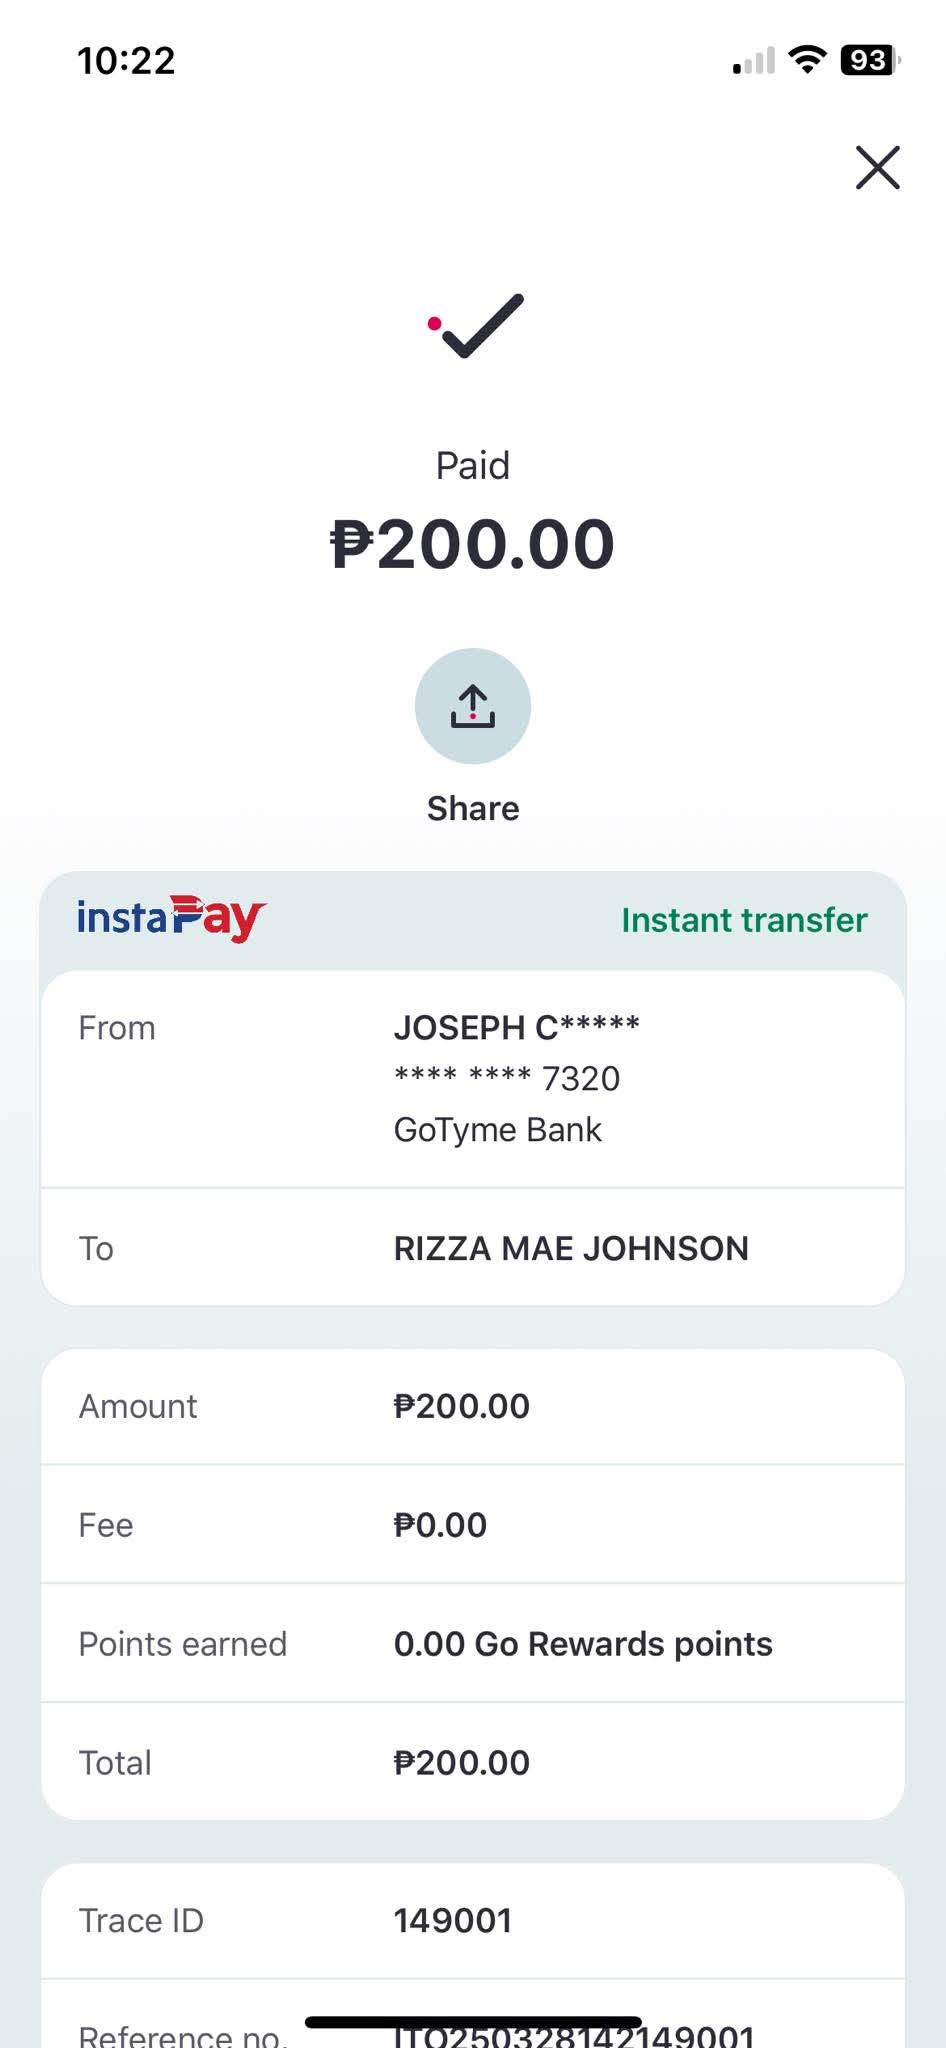 10:22
93
Paid
₱200.00
Share
instaPay
Instant transfer
From
JOSEPH C*****
**** **** 7320
GoTyme Bank
To
RIZZA MAE JOHNSON
Amount
₱200.00
Fee
₱0.00
Points earned
0.00 Go Rewards points
Total
₱200.00
Trace ID
149001
Reference no.
ITO250328142149001